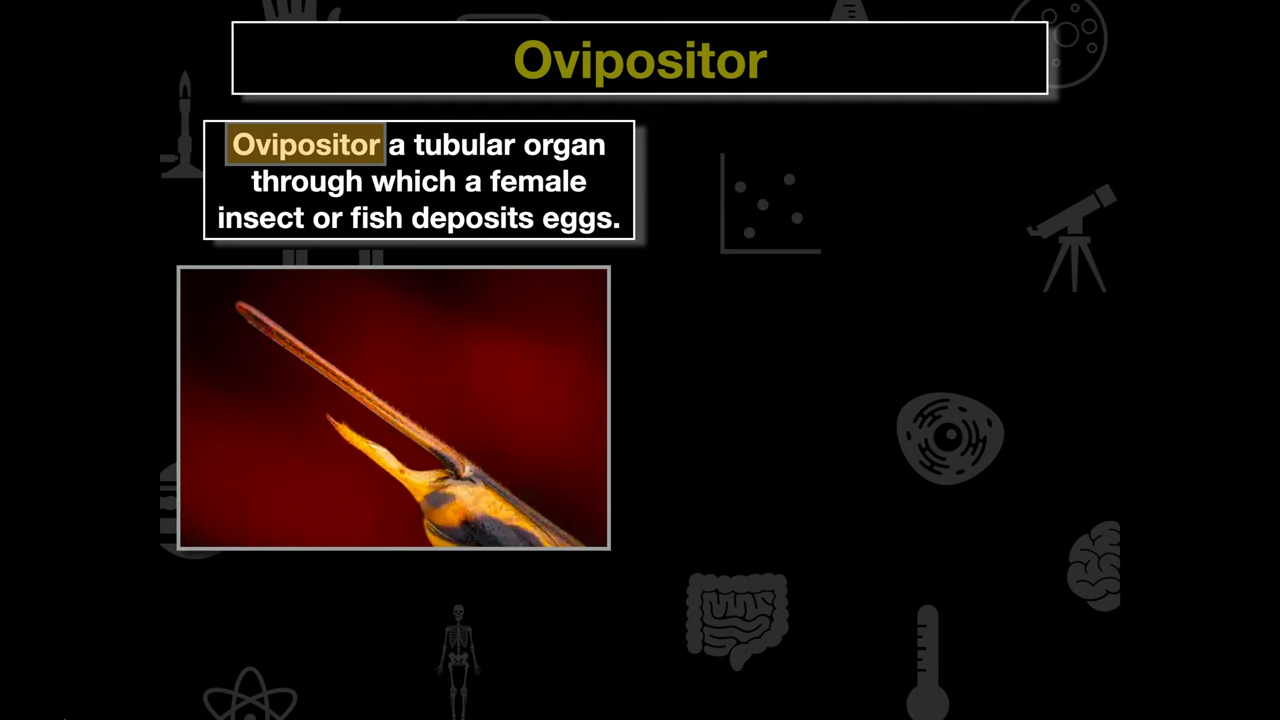 Ovipositor
Ovipositor a tubular organ
through which a female
insect or fish deposits eggs.